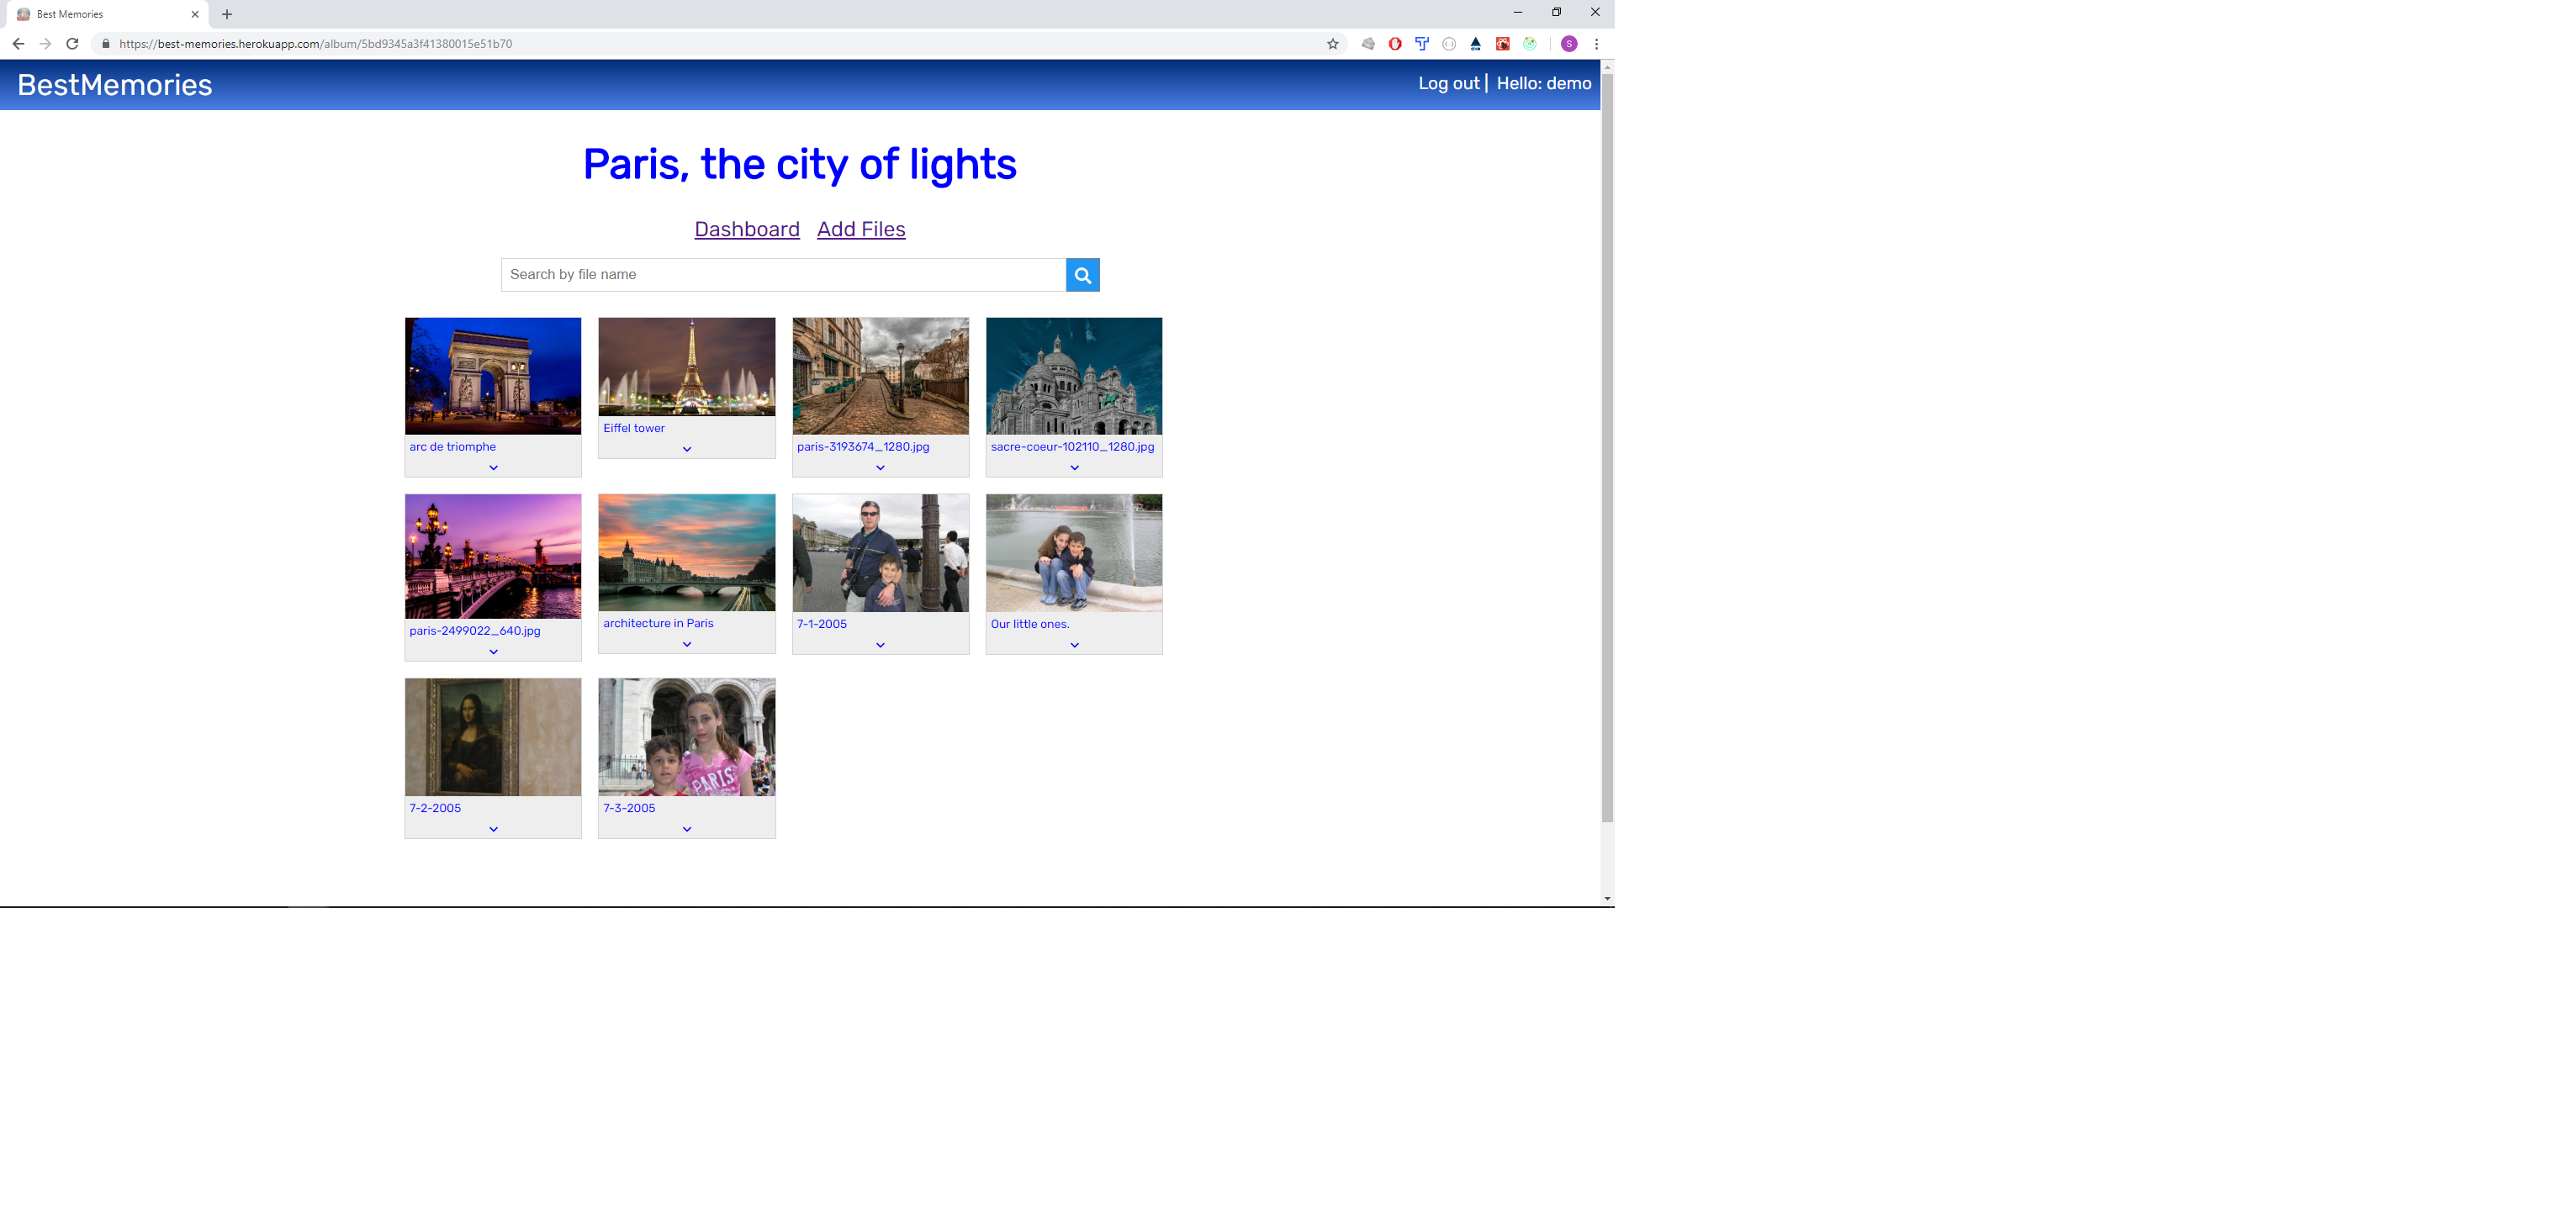 Best Memories
https://best-memories.herokuapp.com/album/5bd9345a3f41380015e51b70
S
BestMemories
Log out | Hello: demo
Paris, the city of lights
Dashboard Add Files
Search by file name
arc de triomphe
Eiffel tower
paris-3193674_1280.jpg
sacre-coeur-102110_1280.jpg
paris-2499022_640.jpg
architecture in Paris
7-1-2005
Our little ones.
PARIS
7-2-2005
7-3-2005